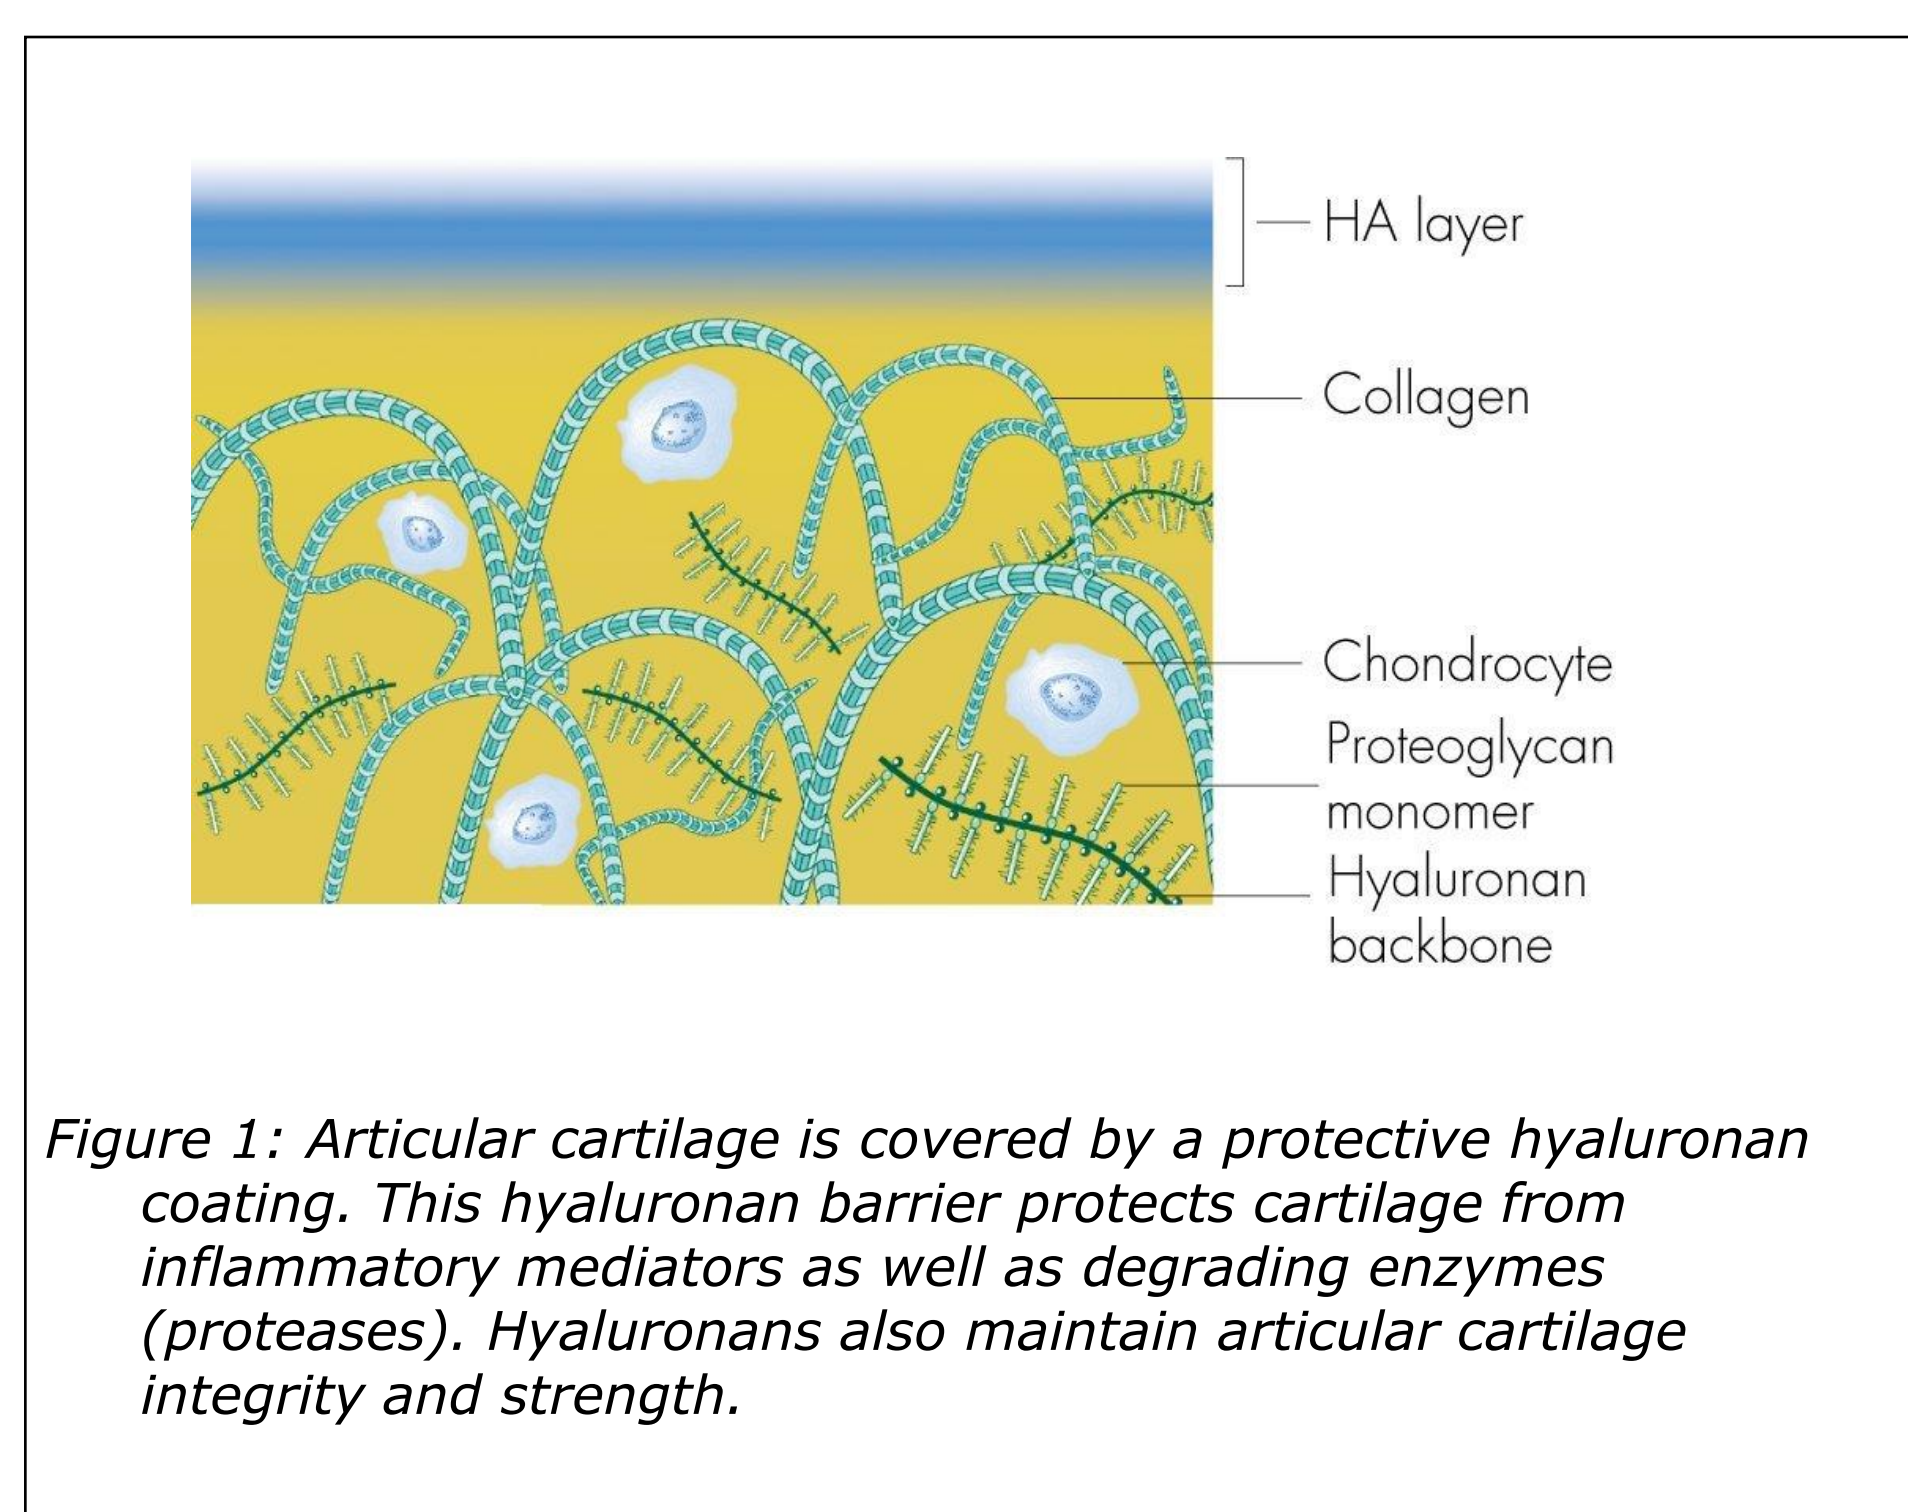 HA layer
Collagen
Chondrocyte
Proteoglycan
monomer
Hyaluronan
backbone
Figure 1: Articular cartilage is covered by a protective hyaluronan
coating. This hyaluronan barrier protects cartilage from
inflammatory mediators as well as degrading enzymes
(proteases). Hyaluronans also maintain articular cartilage
integrity and strength.